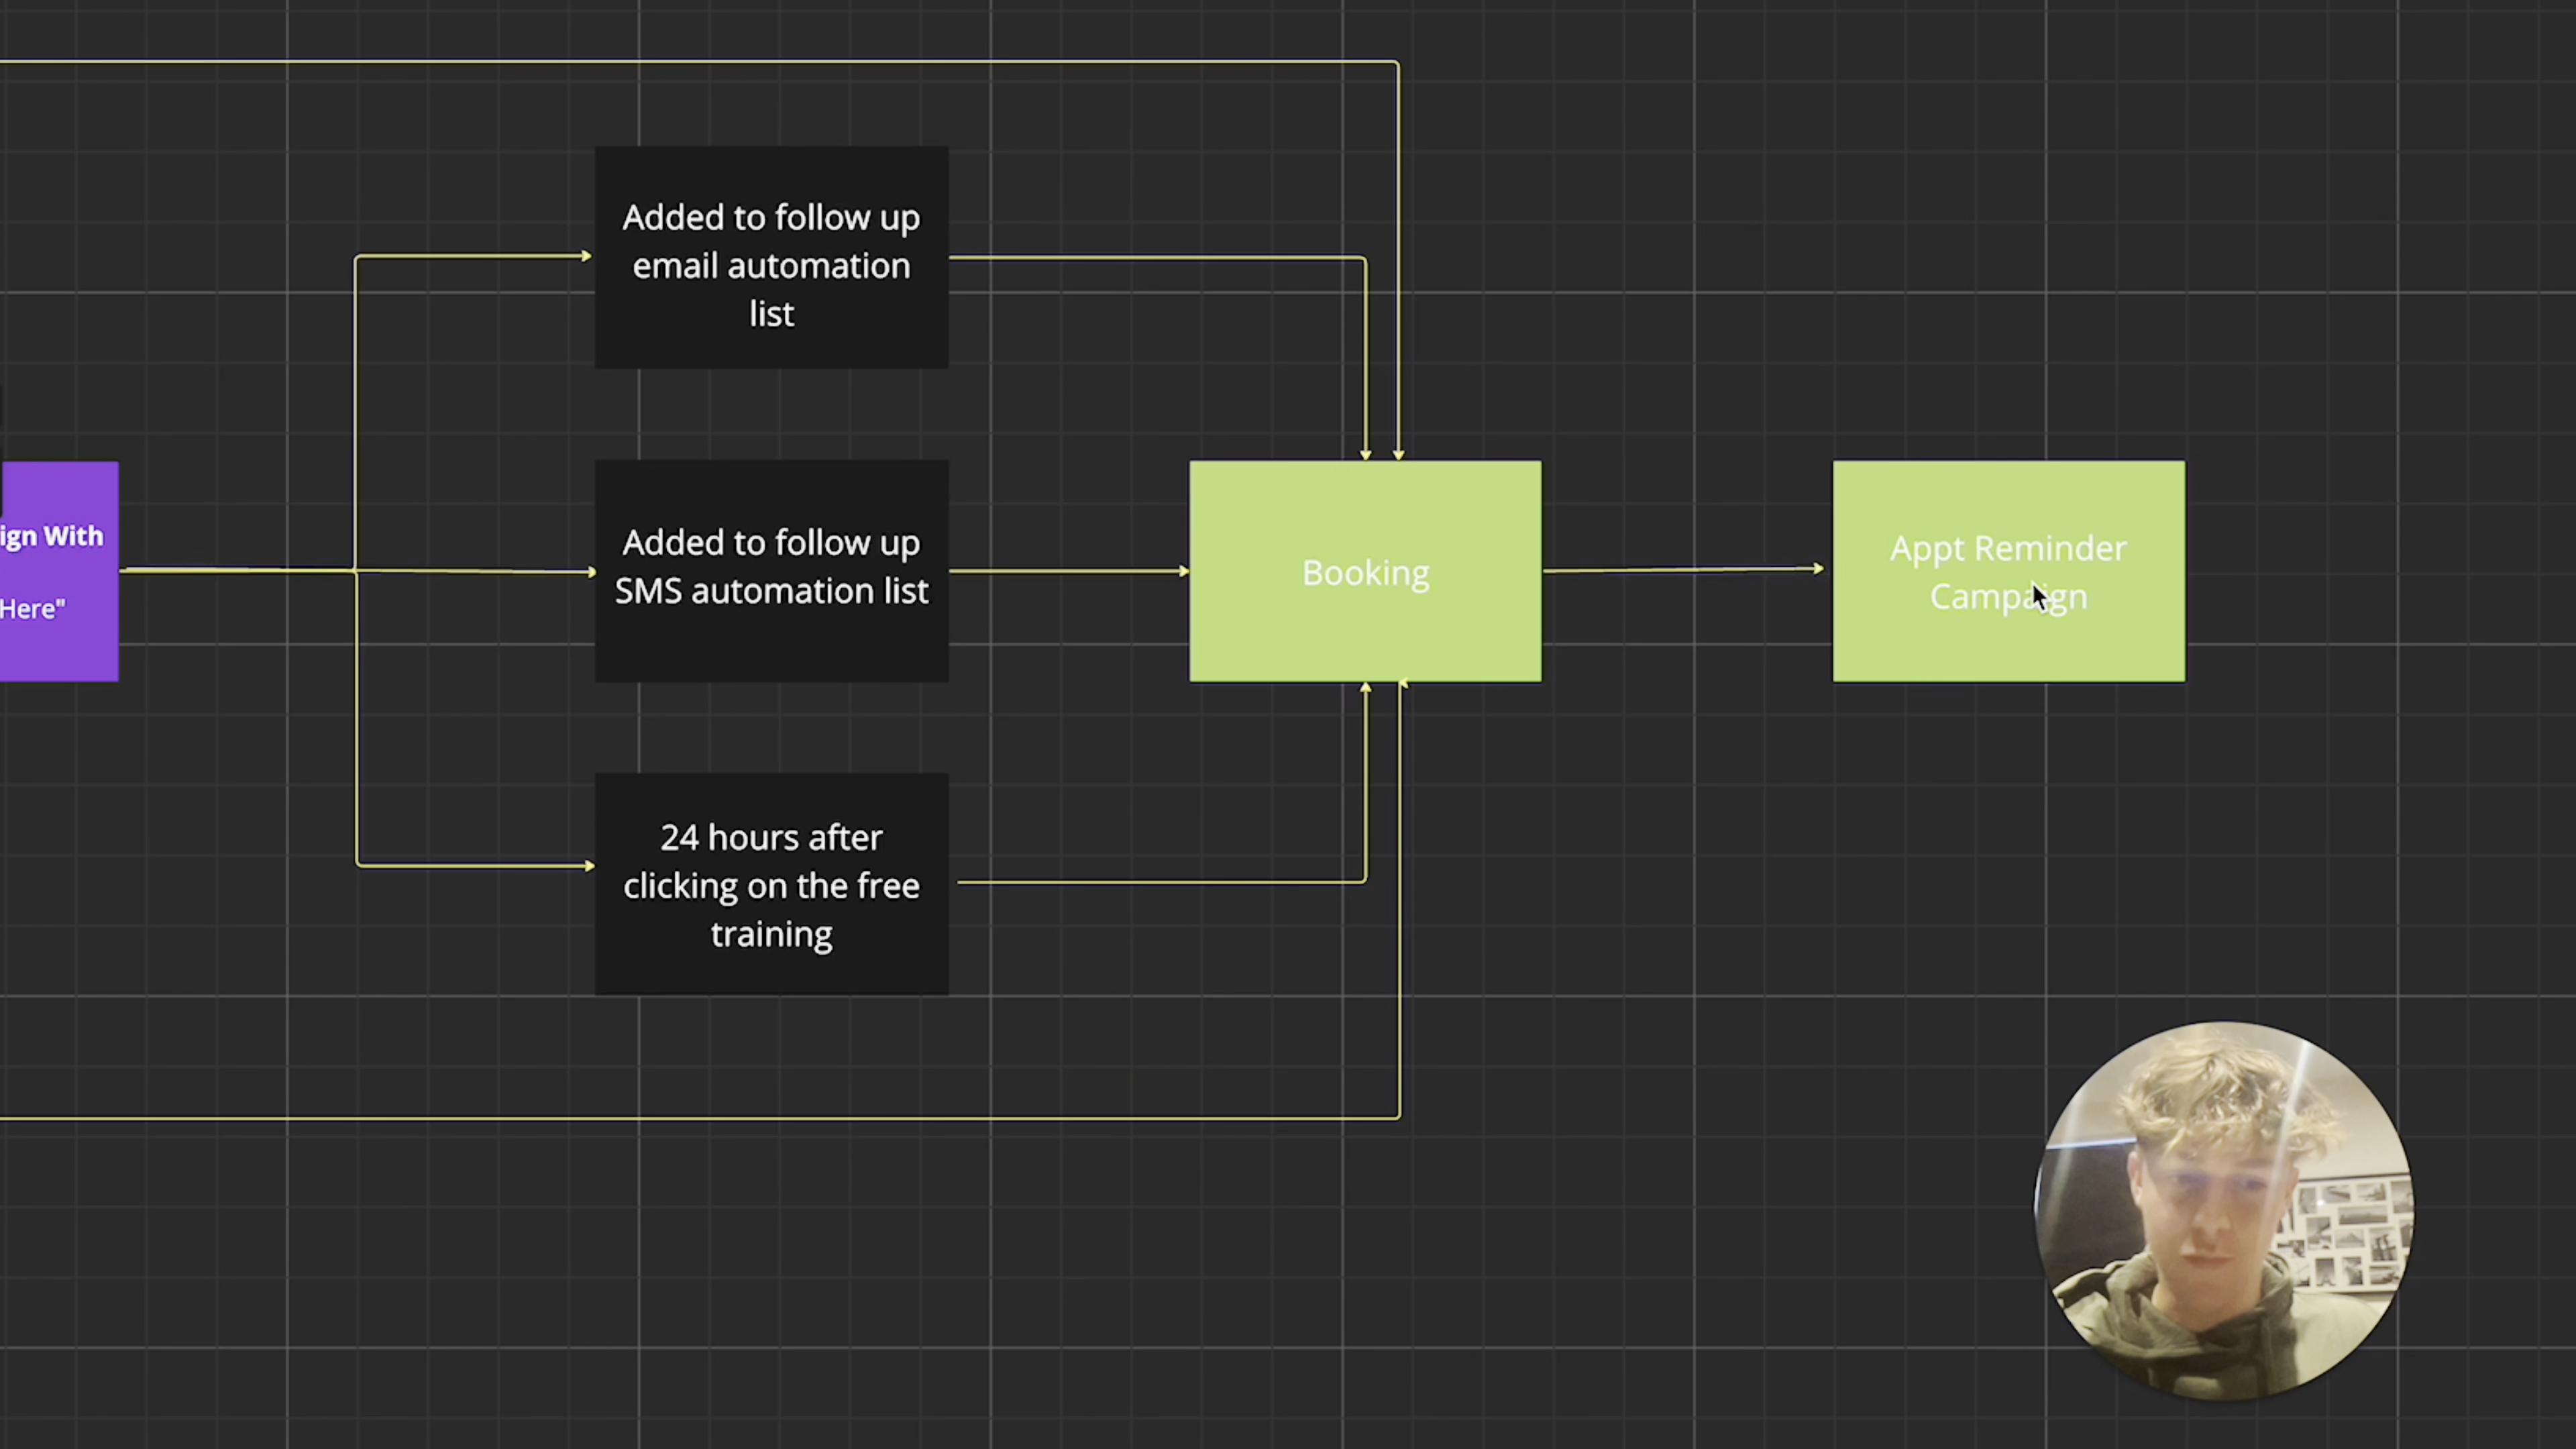 Added to follow up
email automation
list
ign With
Here"
Added to follow up
SMS automation list
Booking
Appt Reminder
Campaign
24 hours after
clicking on the free
training